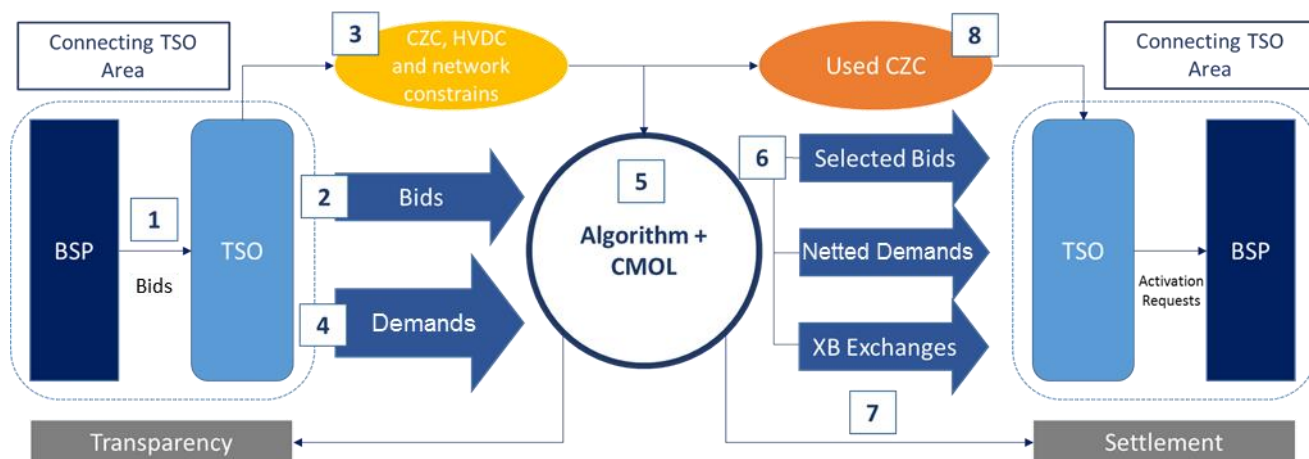 Connecting TSO
Area
3
CZC, HVDC
and network
constrains
8
Used CZC
Connecting TSO
Area
BSP
1
Bids
TSO
2
Bids
4
Demands
5
Algorithm +
CMOL
6
Selected Bids
Netted Demands
XB Exchanges
7
TSO
Activation
Requests
BSP
Transparency
Settlement